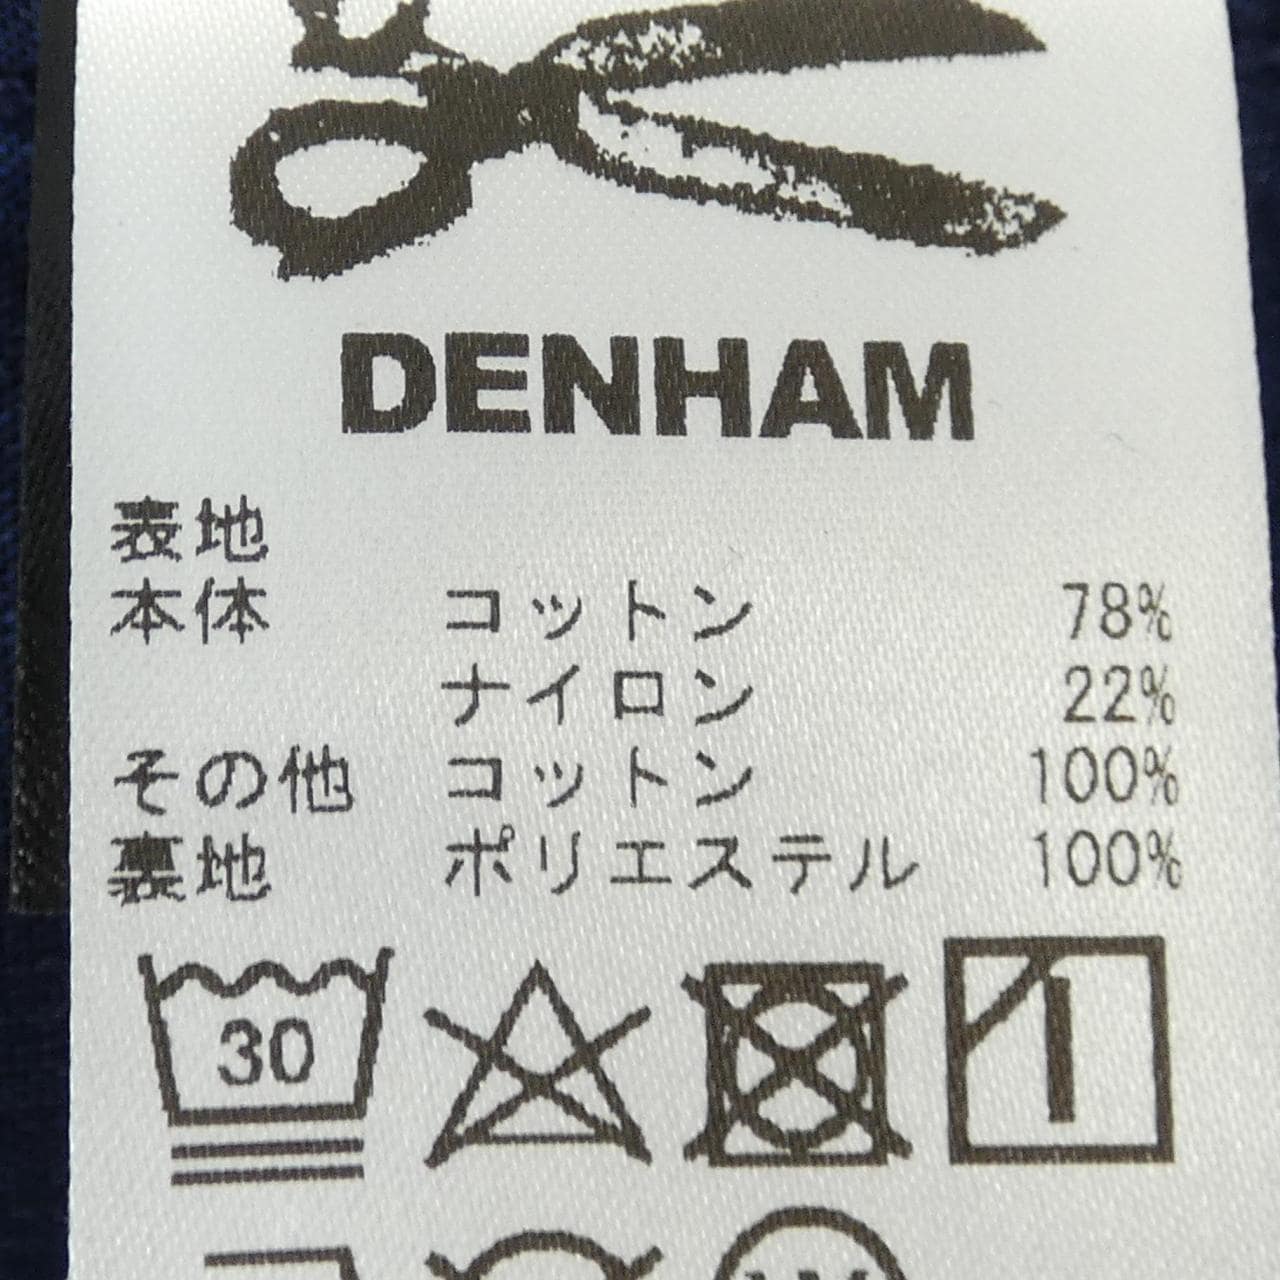 DENHAM
表地
本体 コットン 78%
ナイロン 22%
その他 コットン 100%
裏地 ポリエステル 100%
30